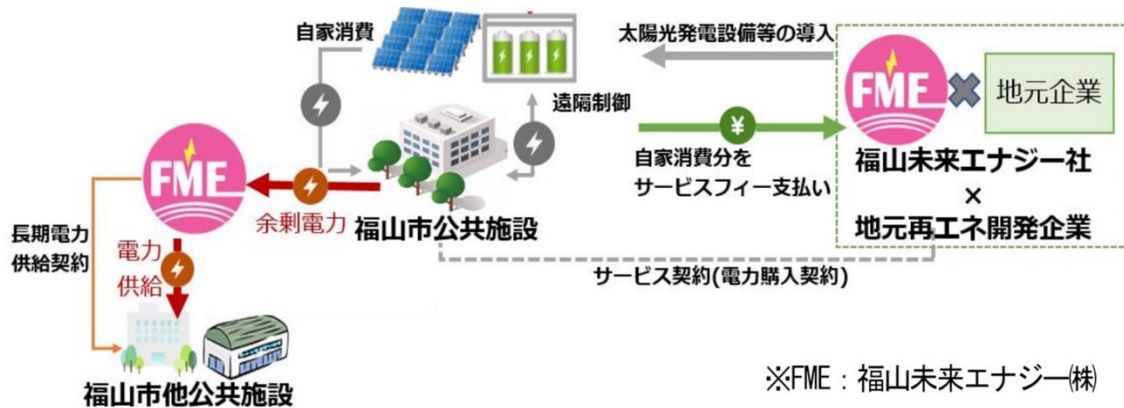 自家消費
太陽光発電設備等の導入
遠隔制御
FME
地元企業
¥
自家消費分を
サービスフィー支払い
福山未来エナジー社
×
地元再エネ開発企業
FME
余剰電力
福山市公共施設
長期電力
供給契約
電力
供給
サービス契約(電力購入契約)
福山市他公共施設
※FME：福山未来エナジー㈱